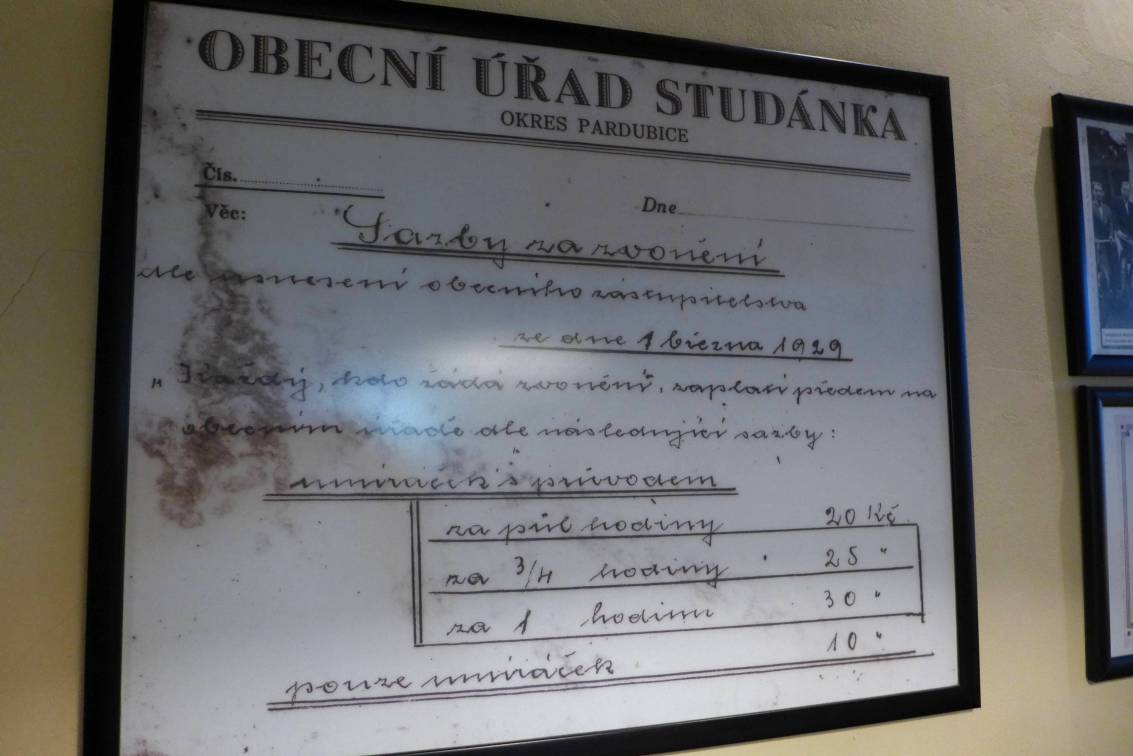 OBECNÍ ÚŘAD STUDÁNKA
OKRES PARDUBICE
Čís.
Věc:
Dne
Sazby za zvonění
dle usnesení obecního zástupitelstva
ze dne 1 března 1929
„Každý, kdo žádá zvonění", zaplatí předem na
obecním úřadě dle následující sazby:
umíráček s průvodem
za půl hodiny 20 Kč
za 3/4 hodiny 25 "
za 1 hodinu 30 "
pouze umíráček 10 "